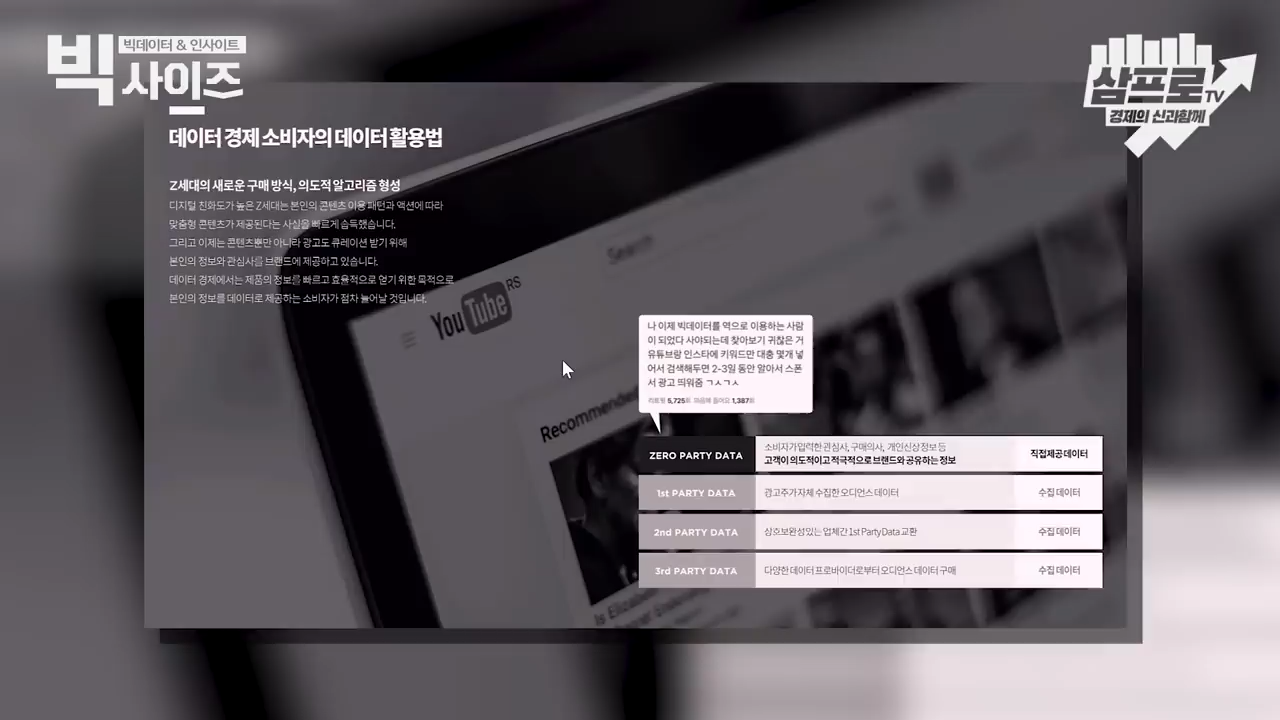 빅데이터 & 인사이트
빅 사이즈
삼프로TV
경제의 신과함께
데이터 경제 소비자의 데이터 활용법
Z세대의 새로운 구매 방식, 의도적 알고리즘 형성
디지털 친화도가 높은 Z세대는 본인의 콘텐츠 이용 패턴과 액션에 따라
맞춤형 콘텐츠가 제공된다는 사실을 빠르게 습득했습니다.
그리고 이제는 콘텐츠뿐만 아니라 광고도 큐레이션 받기 위해
본인의 정보와 관심사를 브랜드에 제공하고 있습니다.
데이터 경제에서는 제품의 정보를 빠르고 효율적으로 얻기 위한 목적으로
본인의 정보를 데이터로 제공하는 소비자가 점차 늘어날 것입니다.
Search
YouTube RS
Recommended
나 이제 빅데이터를 역으로 이용하는 사람
이 되었다 사야되는데 찾아보기 귀찮은 거
유튜브랑 인스타에 키워드만 대충 몇개 넣
어서 검색해두면 2-3일 동안 알아서 스폰
서 광고 띄워줌 ㄱㅅㄱㅅ
리트윗 5,725회 마음에 들어요 1,387회
ZERO PARTY DATA 소비자가 입력한 관심사, 구매의사, 개인신상 정보 등
고객이 의도적이고 적극적으로 브랜드와 공유하는 정보 직접제공 데이터
1st PARTY DATA 광고주가 자체 수집한 오디언스 데이터 수집 데이터
2nd PARTY DATA 상호보완성 있는 업체간 1st Party Data 교환 수집 데이터
3rd PARTY DATA 다양한 데이터 프로바이더로부터 오디언스 데이터 구매 수집 데이터